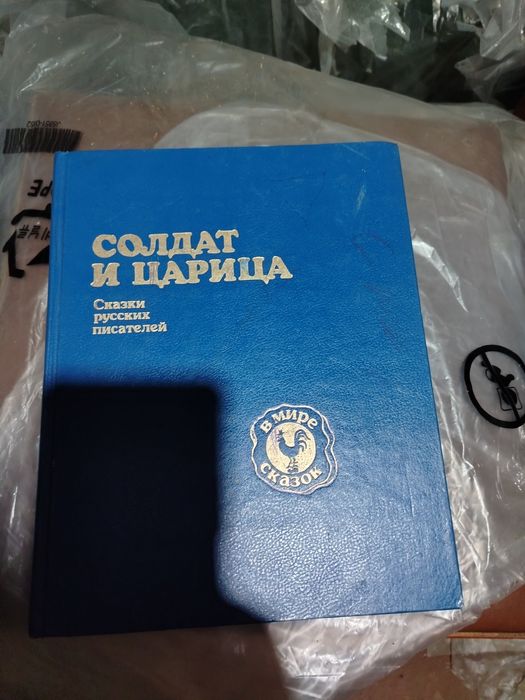 СОЛДАТ
И ЦАРИЦА
Сказки
русских
писателей
в мире
сказок